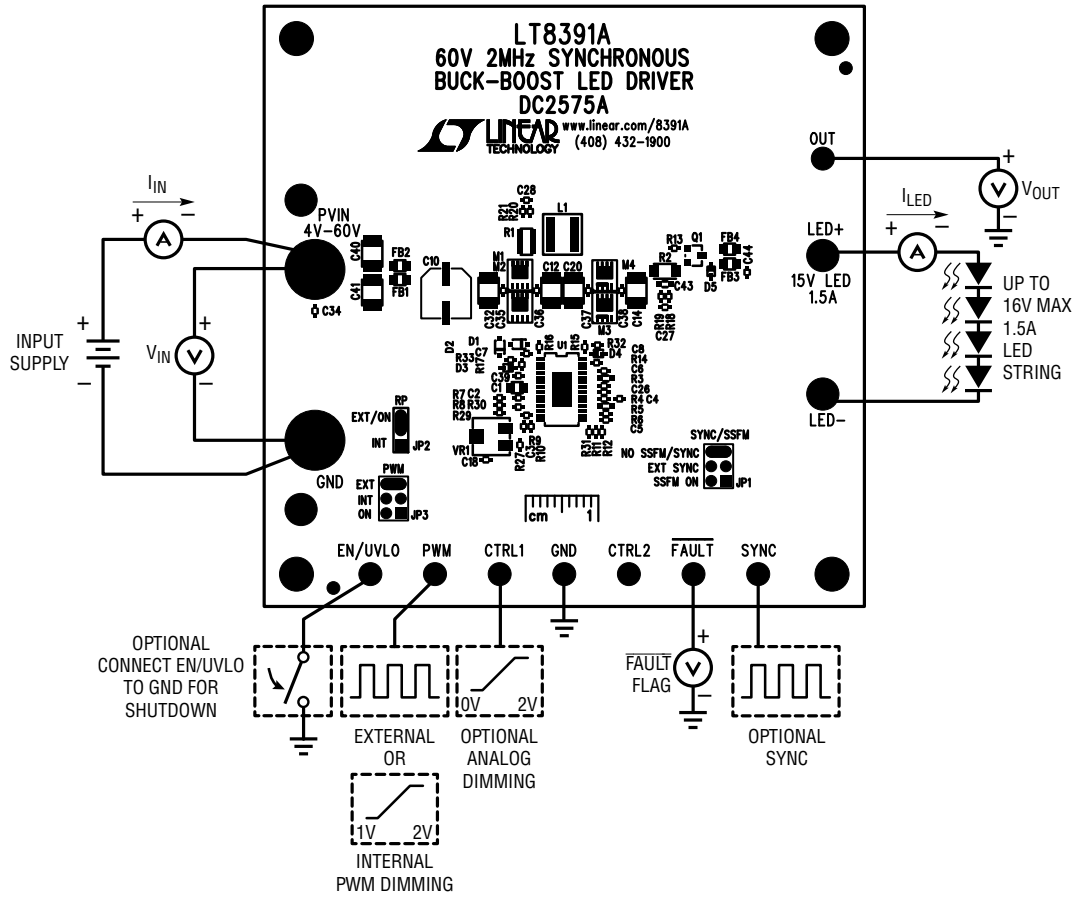 LT8391A
60V 2MHz SYNCHRONOUS
BUCK-BOOST LED DRIVER
DC2575A
LINEAR
TECHNOLOGY
www.linear.com/8391A
(408) 432-1900
OUT
+
V
VOUT
−
IIN
+ −
A
PVIN
4V-60V
ILED
+ −
A
LED+
15V LED
1.5A
UP TO
16V MAX
1.5A
LED
STRING
LED-
INPUT
SUPPLY
+
−
VIN
+
V
−
GND
C28
R21
R20
L1
R1
C40
FB2
C41
FB1
C34
C10
M1
M2
C32
C35
C36
C12
C20
C37
M4
M3
C38
C14
R2
R13
Q1
FB4
FB3
D5
C44
C43
R19
R18
C27
D2
D1
C7
R33
D3
R17
C39
C1
R16
U1
R15
R32
D4
C8
R14
C6
R3
C26
R4 C4
R5
R6
C5
R7 C2
R8 R30
R29
VR1
C18
R27
C3
R9
R10
R31
R11
R12
RP
EXT/ON
INT
JP2
PWM
EXT
INT
ON
JP3
SYNC/SSFM
NO SSFM/SYNC
EXT SYNC
SSFM ON
JP1
cm 1
EN/UVLO PWM CTRL1 GND CTRL2 FAULT SYNC
OPTIONAL
CONNECT EN/UVLO
TO GND FOR
SHUTDOWN
EXTERNAL
OR
1V 2V
INTERNAL
PWM DIMMING
0V 2V
OPTIONAL
ANALOG
DIMMING
FAULT
FLAG
+
V
−
OPTIONAL
SYNC